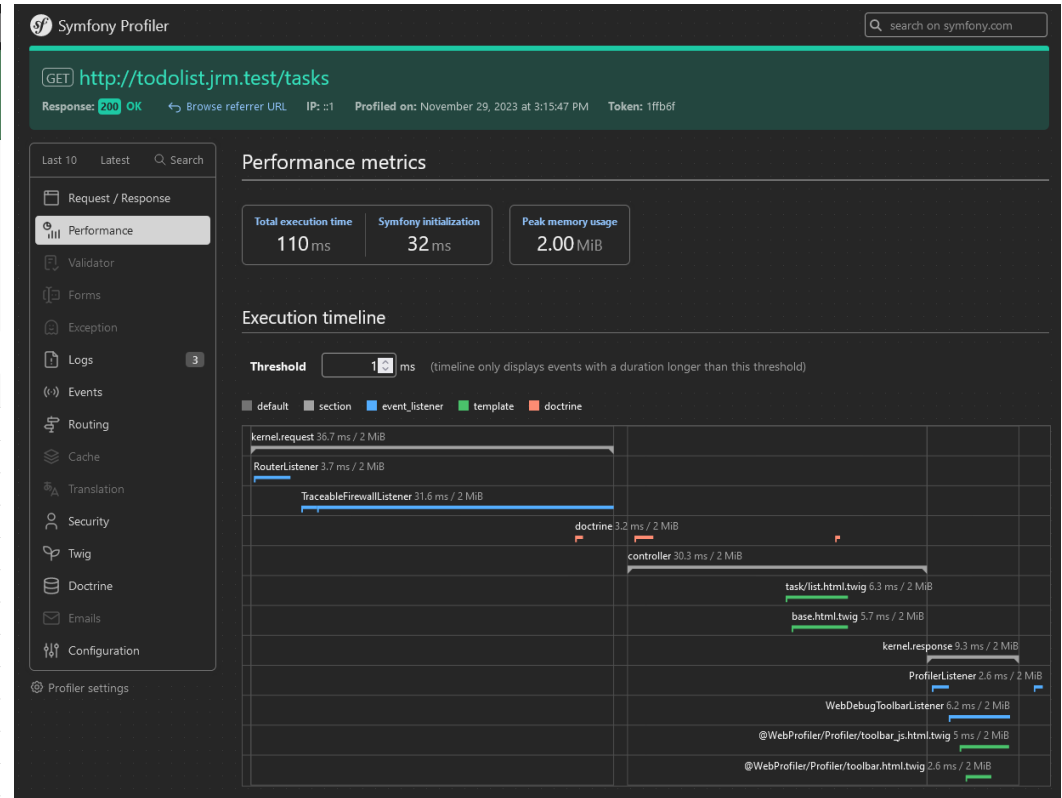 sf Symfony Profiler
search on symfony.com
GET http://todolist.jrm.test/tasks
Response: 200 OK Browse referrer URL IP: ::1 Profiled on: November 29, 2023 at 3:15:47 PM Token: 1ffb6f
Last 10 Latest Search
Request / Response
Performance
Validator
Forms
Exception
Logs 3
Events
Routing
Cache
Translation
Security
Twig
Doctrine
Emails
Configuration
Profiler settings
Performance metrics
Total execution time
110 ms
Symfony initialization
32 ms
Peak memory usage
2.00 MiB
Execution timeline
Threshold 1 ms (timeline only displays events with a duration longer than this threshold)
default section event_listener template doctrine
kernel.request 36.7 ms / 2 MiB
RouterListener 3.7 ms / 2 MiB
TraceableFirewallListener 31.6 ms / 2 MiB
doctrine 3.2 ms / 2 MiB
controller 30.3 ms / 2 MiB
task/list.html.twig 6.3 ms / 2 MiB
base.html.twig 5.7 ms / 2 MiB
kernel.response 9.3 ms / 2 MiB
ProfilerListener 2.6 ms / 2 MiB
WebDebugToolbarListener 6.2 ms / 2 MiB
@WebProfiler/Profiler/toolbar_js.html.twig 5 ms / 2 MiB
@WebProfiler/Profiler/toolbar.html.twig 2.6 ms / 2 MiB